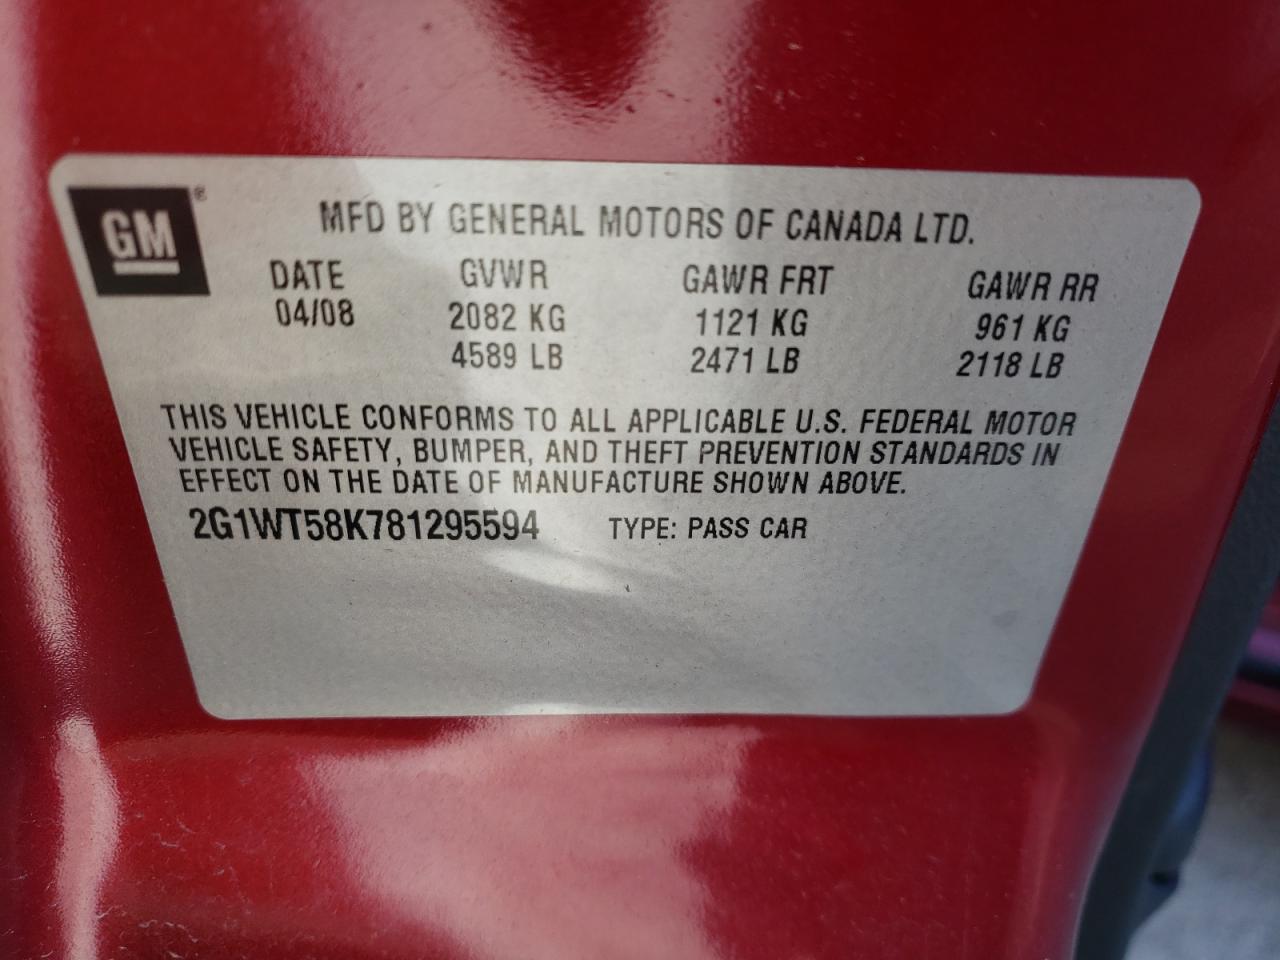 GM ®
MFD BY GENERAL MOTORS OF CANADA LTD.
DATE GVWR GAWR FRT GAWR RR
04/08 2082 KG 1121 KG 961 KG
4589 LB 2471 LB 2118 LB
THIS VEHICLE CONFORMS TO ALL APPLICABLE U.S. FEDERAL MOTOR
VEHICLE SAFETY, BUMPER, AND THEFT PREVENTION STANDARDS IN
EFFECT ON THE DATE OF MANUFACTURE SHOWN ABOVE.
2G1WT58K781295594 TYPE: PASS CAR